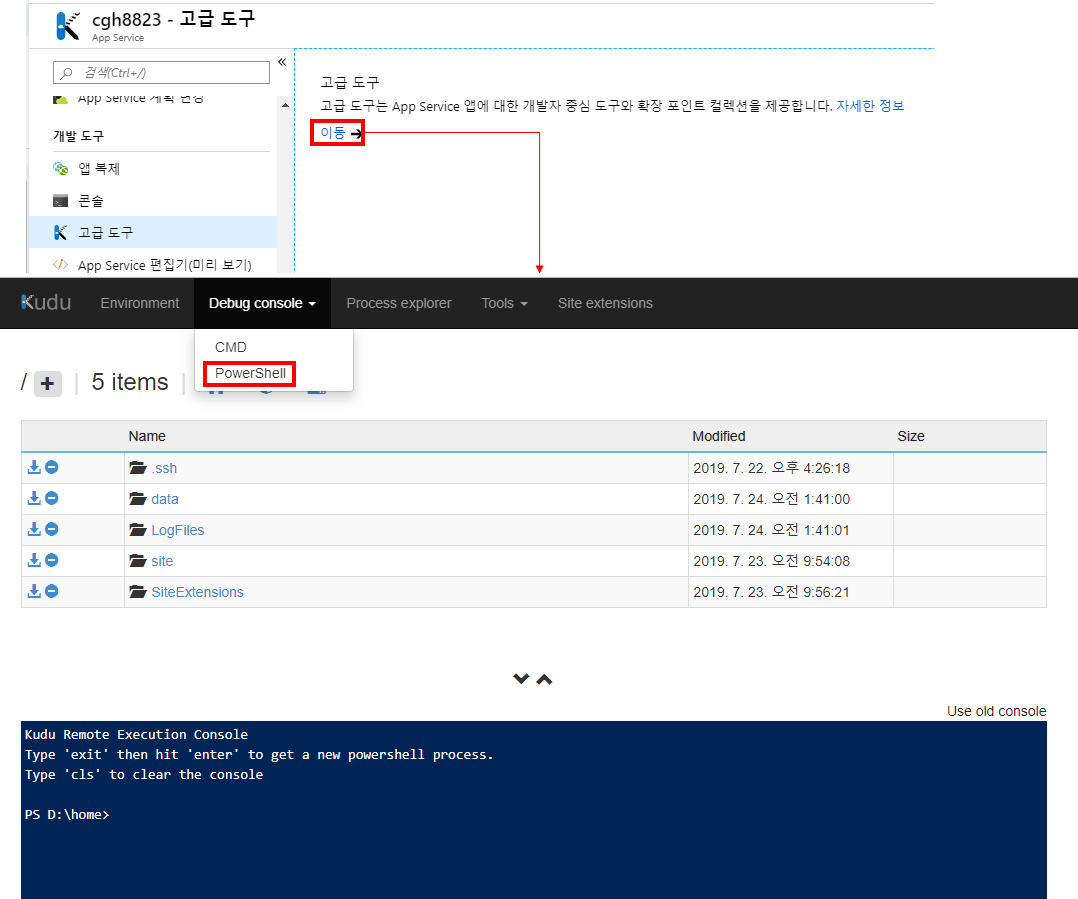 cgh8823 - 고급 도구
App Service
검색(Ctrl+/)
«
App Service 계획 변경
개발 도구
앱 복제
콘솔
고급 도구
App Service 편집기(미리 보기)
고급 도구
고급 도구는 App Service 앱에 대한 개발자 중심 도구와 확장 포인트 컬렉션을 제공합니다. 자세한 정보
이동
Kudu Environment Debug console Process explorer Tools Site extensions
CMD
PowerShell
/ + | 5 items |
Name Modified Size
.ssh 2019. 7. 22. 오후 4:26:18
data 2019. 7. 24. 오전 1:41:00
LogFiles 2019. 7. 24. 오전 1:41:01
site 2019. 7. 23. 오전 9:54:08
SiteExtensions 2019. 7. 23. 오전 9:56:21
Use old console
Kudu Remote Execution Console
Type 'exit' then hit 'enter' to get a new powershell process.
Type 'cls' to clear the console
PS D:\home>